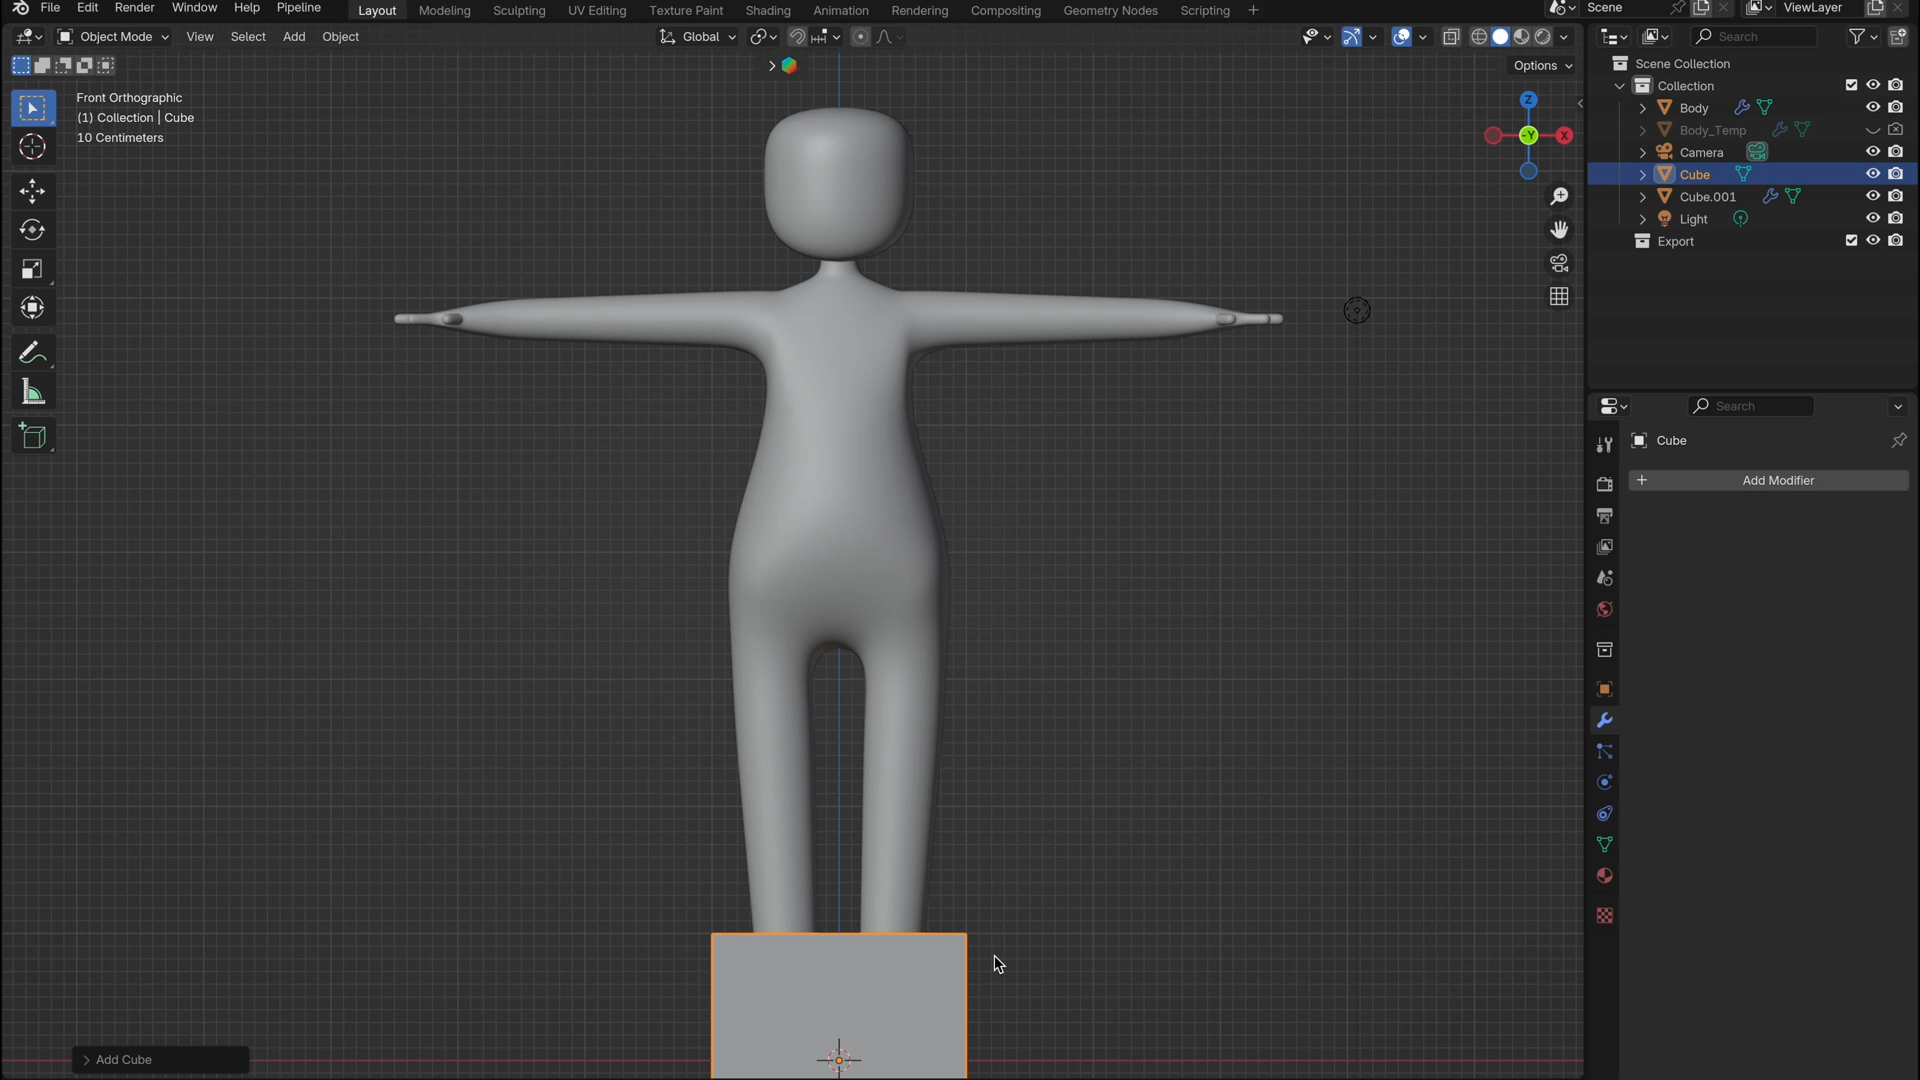 File Edit Render Window Help Pipeline Layout Modeling Sculpting UV Editing Texture Paint Shading Animation Rendering Compositing Geometry Nodes Scripting + Scene ViewLayer
Object Mode View Select Add Object Global Search
Options
Front Orthographic
(1) Collection | Cube
10 Centimeters
Z
-Y X
Scene Collection
Collection
Body
Body_Temp
Camera
Cube
Cube.001
Light
Export
Search
Cube
+ Add Modifier
> Add Cube